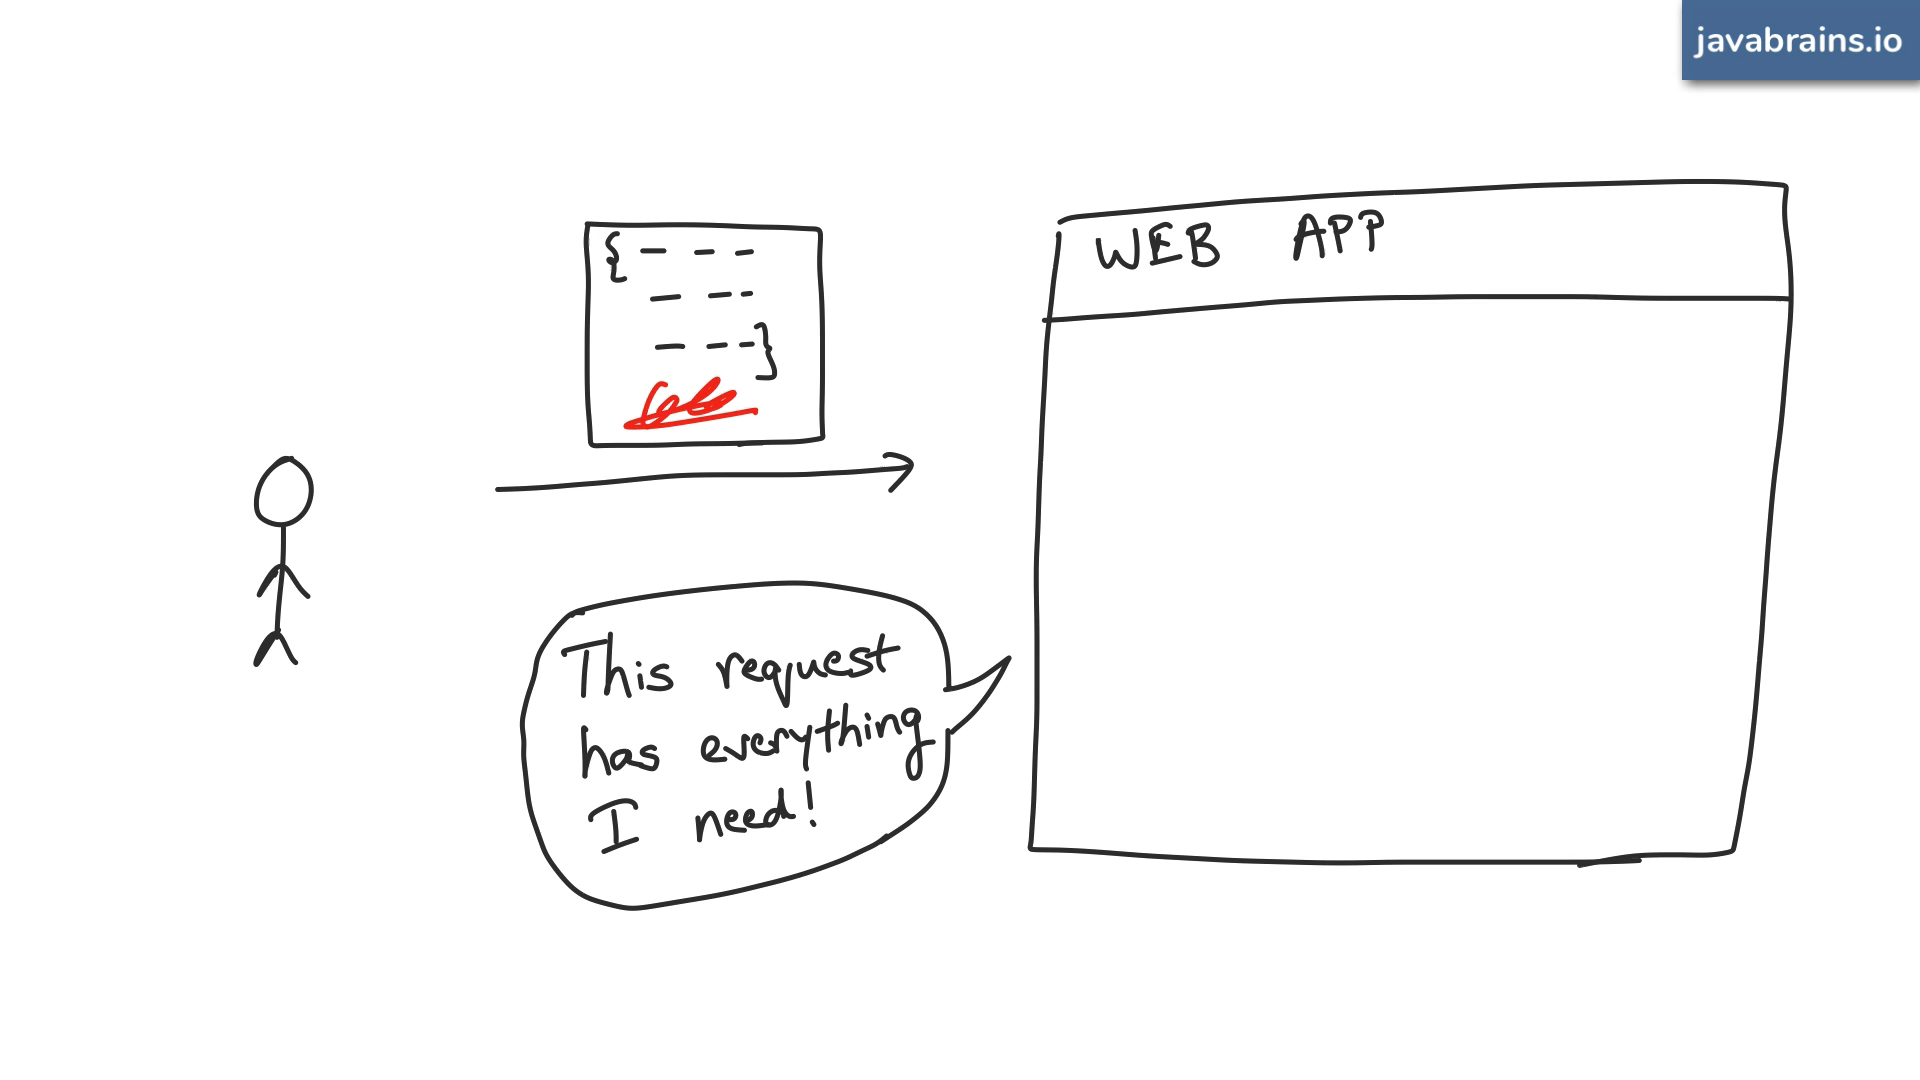 javabrains.io
WEB APP
{
}
This request
has everything
I need!